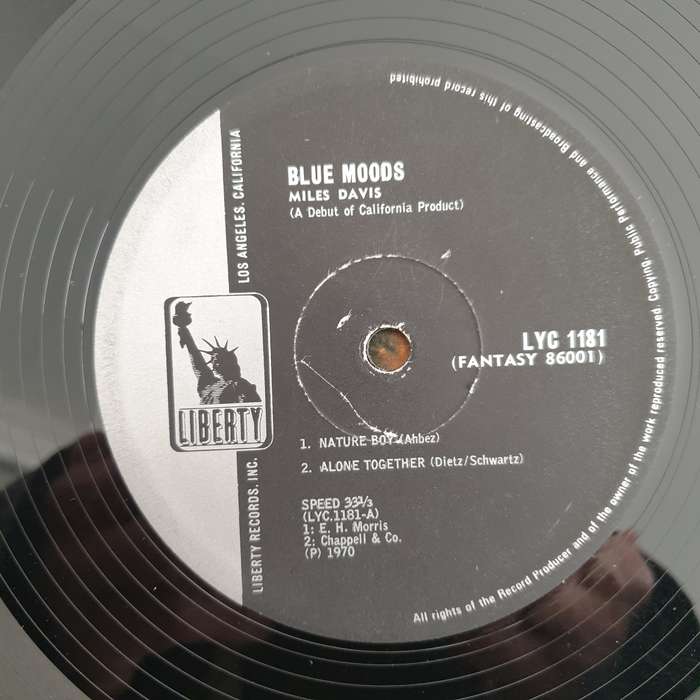 BLUE MOODS
MILES DAVIS
(A Debut of California Product)
LYC 1181
(FANTASY 86001)
1. NATURE BOY (Ahbez)
2. ALONE TOGETHER (Dietz/Schwartz)
SPEED 33⅓
(LYC.1181-A)
1: E. H. Morris
2: Chappell & Co.
(P) 1970
LIBERTY
LIBERTY RECORDS, INC. LOS ANGELES, CALIFORNIA
All rights of the Record Producer and of the owner of the work reproduced reserved. Copying, Public Performance and Broadcasting of this record prohibited